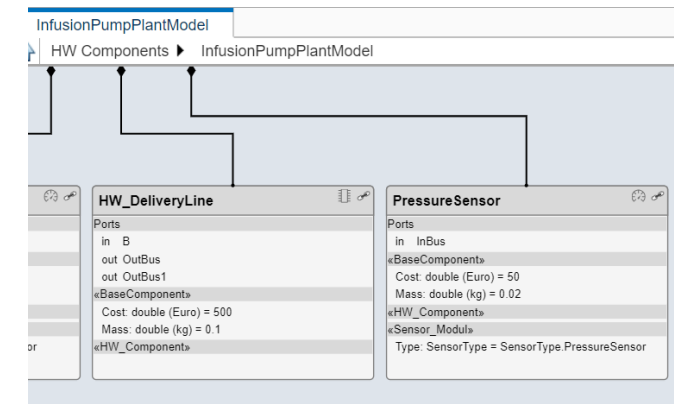 InfusionPumpPlantModel
HW Components InfusionPumpPlantModel
HW_DeliveryLine
Ports
in B
out OutBus
out OutBus1
«BaseComponent»
Cost: double (Euro) = 500
Mass: double (kg) = 0.1
«HW_Component»
PressureSensor
Ports
in InBus
«BaseComponent»
Cost: double (Euro) = 50
Mass: double (kg) = 0.02
«HW_Component»
«Sensor_Modul»
Type: SensorType = SensorType.PressureSensor